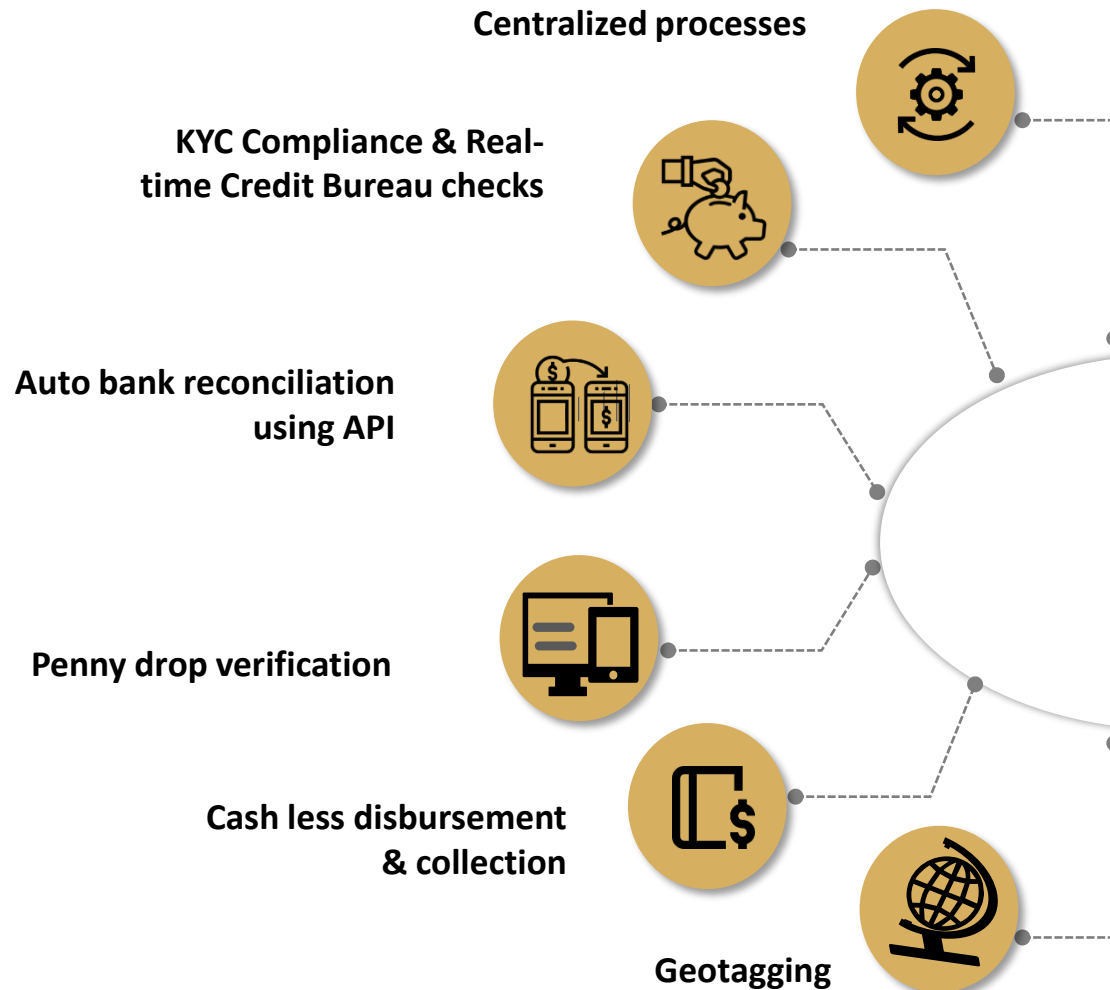 Centralized processes
KYC Compliance & Real-
time Credit Bureau checks
Auto bank reconciliation
using API
Penny drop verification
Cash less disbursement
& collection
Geotagging